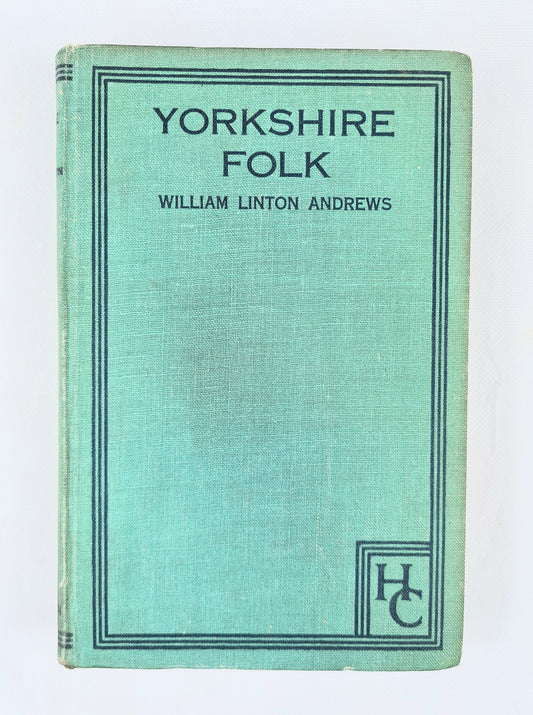 YORKSHIRE
FOLK
WILLIAM LINTON ANDREWS
HC